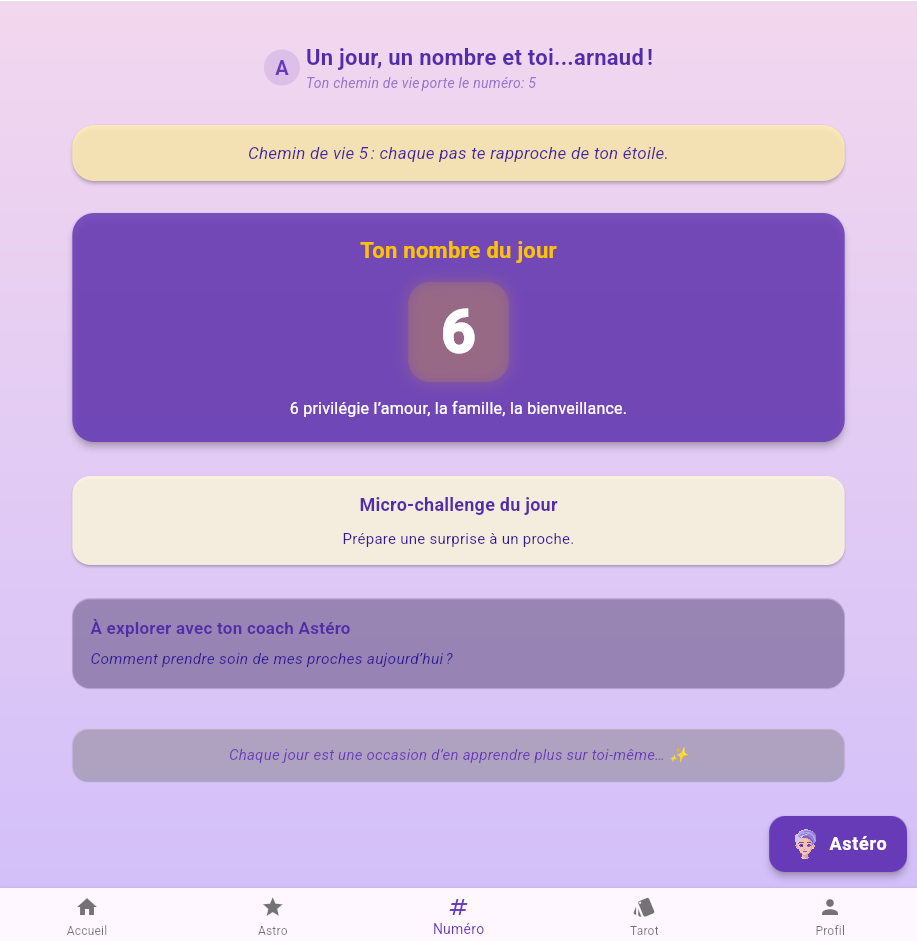 A
Un jour, un nombre et toi...arnaud !
Ton chemin de vie porte le numéro: 5
Chemin de vie 5 : chaque pas te rapproche de ton étoile.
Ton nombre du jour
6
6 privilégie l’amour, la famille, la bienveillance.
Micro-challenge du jour
Prépare une surprise à un proche.
À explorer avec ton coach Astéro
Comment prendre soin de mes proches aujourd’hui ?
Chaque jour est une occasion d’en apprendre plus sur toi-même… ✨
Astéro
Accueil
Astro
Numéro
Tarot
Profil